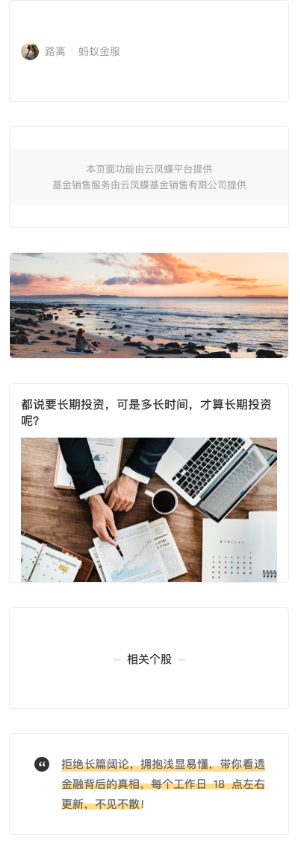 路离 | 蚂蚁金服
本页面功能由云凤蝶平台提供
基金销售服务由云凤蝶基金销售有限公司提供
都说要长期投资，可是多长时间，才算长期投资
呢？
相关个股
拒绝长篇阔论，拥抱浅显易懂，带你看透
金融背后的真相，每个工作日 18 点左右
更新，不见不散！